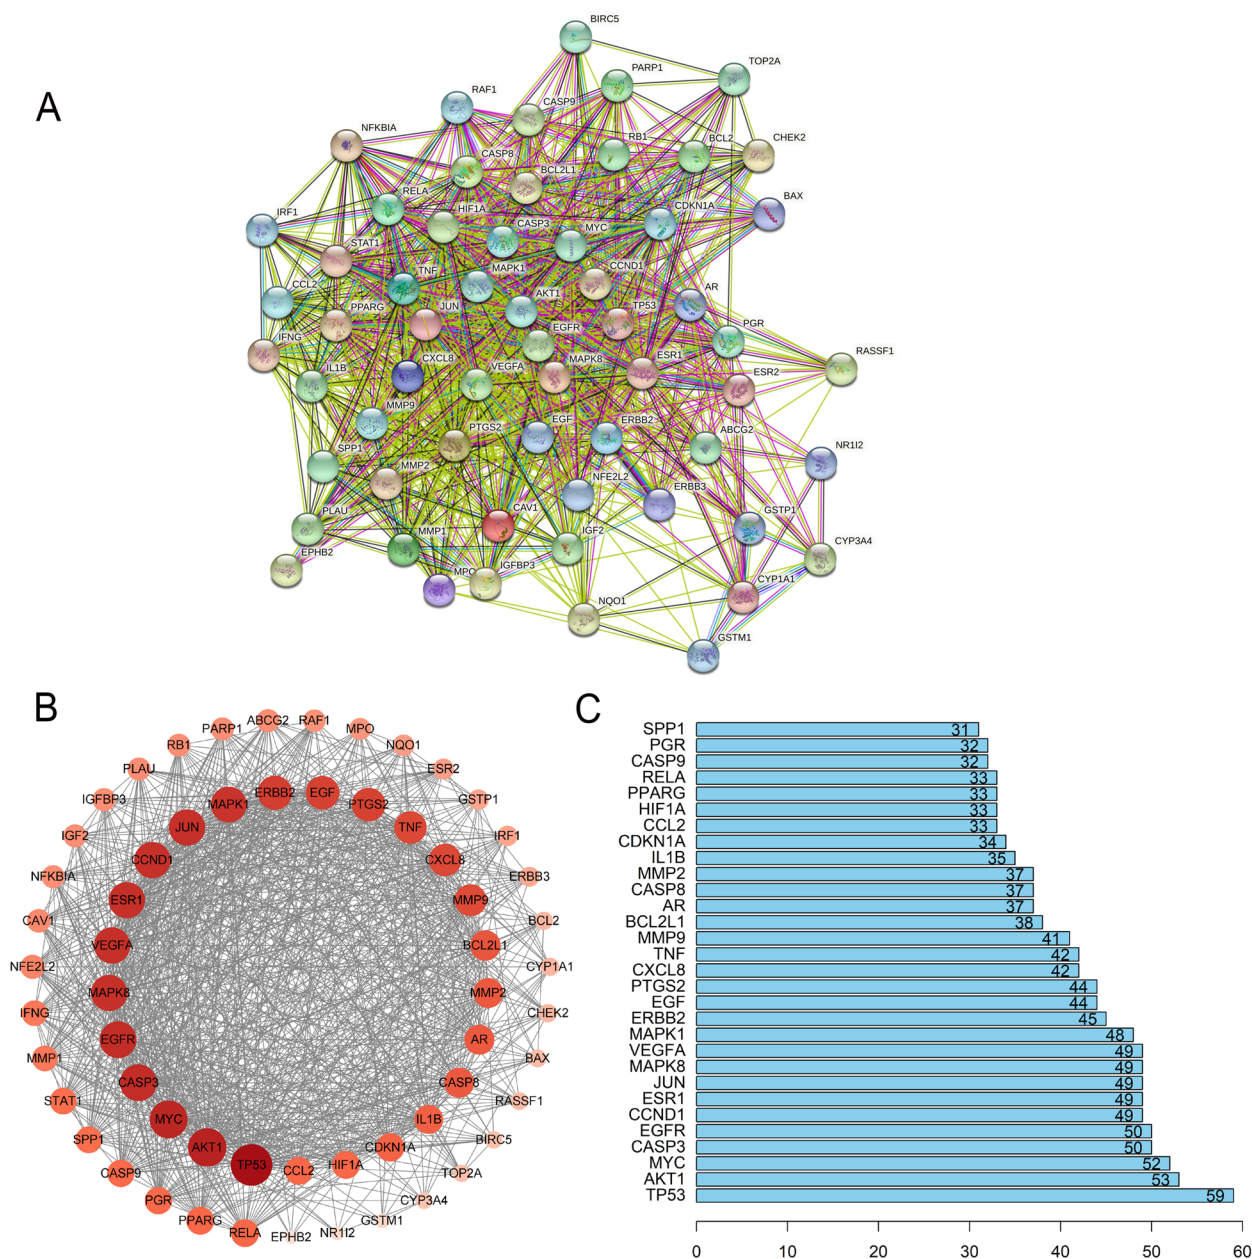 A
BIRC5
TOP2A
PARP1
RAF1
CASP9
NFKBIA
RB1
BCL2
CHEK2
CASP8
BCL2L1
RELA
BAX
IRF1
HIF1A
CDKN1A
CASP3
MYC
STAT1
TNF
MAPK1
CCND1
CCL2
AKT1
AR
PPARG
JUN
TP53
IFNG
EGFR
PGR
CXCL8
MAPK8
ESR1
RASSF1
IL1B
VEGFA
ESR2
MMP9
PTGS2
EGF
ERBB2
ABCG2
NR1I2
SPP1
MMP2
NFE2L2
ERBB3
PLAU
CAV1
GSTP1
MMP1
IGF2
CYP3A4
EPHB2
MPO
IGFBP3
CYP1A1
NQO1
GSTM1
B
ABCG2
RAF1
PARP1
MPO
RB1
NQO1
PLAU
ESR2
IGFBP3
GSTP1
IGF2
IRF1
NFKBIA
ERBB3
CAV1
BCL2
NFE2L2
CYP1A1
IFNG
CHEK2
MMP1
BAX
STAT1
RASSF1
SPP1
BIRC5
CASP9
TOP2A
PGR
CYP3A4
PPARG
GSTM1
RELA
EPHB2
NR1I2
ERBB2
EGF
MAPK1
PTGS2
JUN
TNF
CCND1
CXCL8
ESR1
MMP9
VEGFA
BCL2L1
MAPK8
MMP2
EGFR
AR
CASP3
CASP8
MYC
IL1B
AKT1
CDKN1A
TP53
CCL2
HIF1A
C
SPP1 31
PGR 32
CASP9 32
RELA 33
PPARG 33
HIF1A 33
CCL2 33
CDKN1A 34
IL1B 35
MMP2 37
CASP8 37
AR 37
BCL2L1 38
MMP9 41
TNF 42
CXCL8 42
PTGS2 44
EGF 44
ERBB2 45
MAPK1 48
VEGFA 49
MAPK8 49
JUN 49
ESR1 49
CCND1 49
EGFR 50
CASP3 50
MYC 52
AKT1 53
TP53 59
0 10 20 30 40 50 60